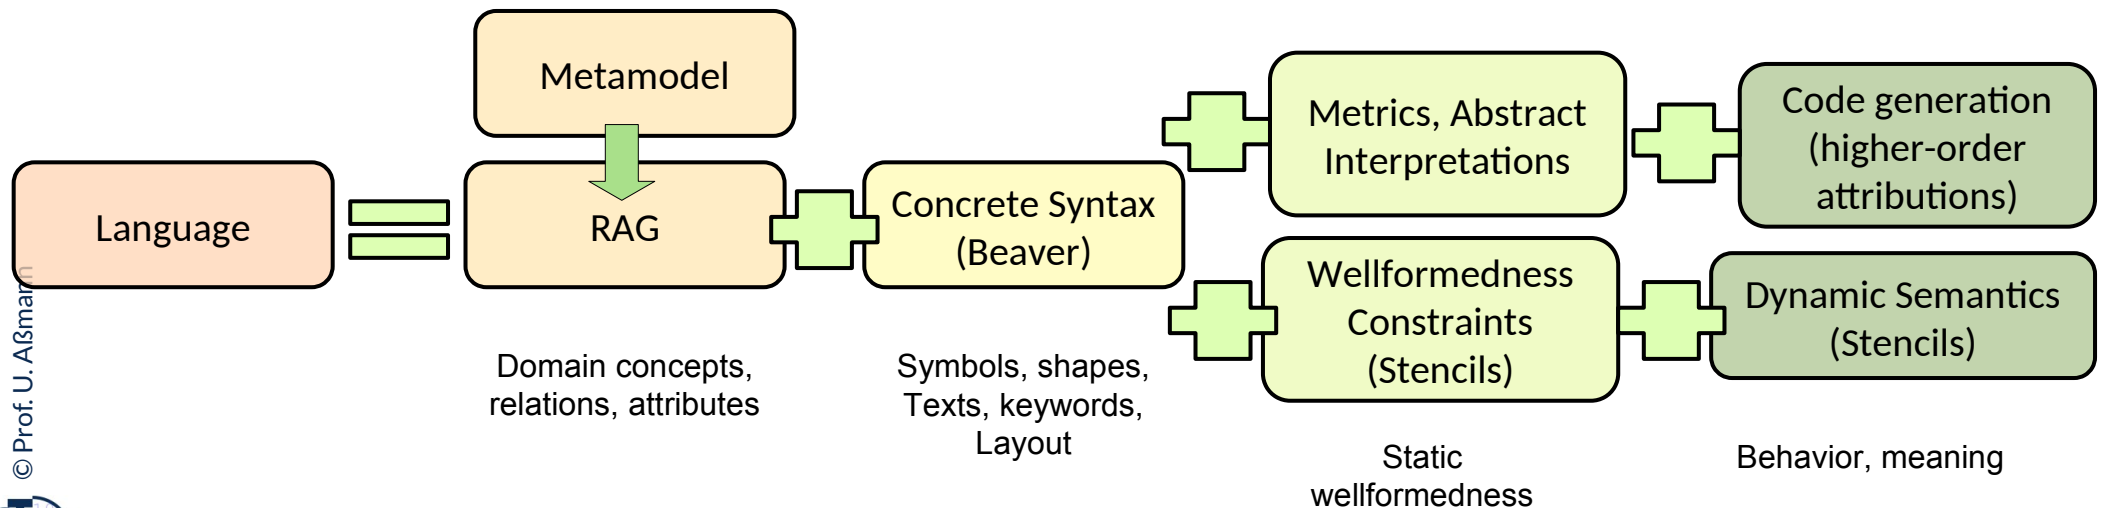 Metamodel
Language
RAG
Concrete Syntax
(Beaver)
Metrics, Abstract
Interpretations
Code generation
(higher-order
attributions)
Wellformedness
Constraints
(Stencils)
Dynamic Semantics
(Stencils)
Domain concepts,
relations, attributes
Symbols, shapes,
Texts, keywords,
Layout
Static
wellformedness
Behavior, meaning
© Prof. U. Aßmann